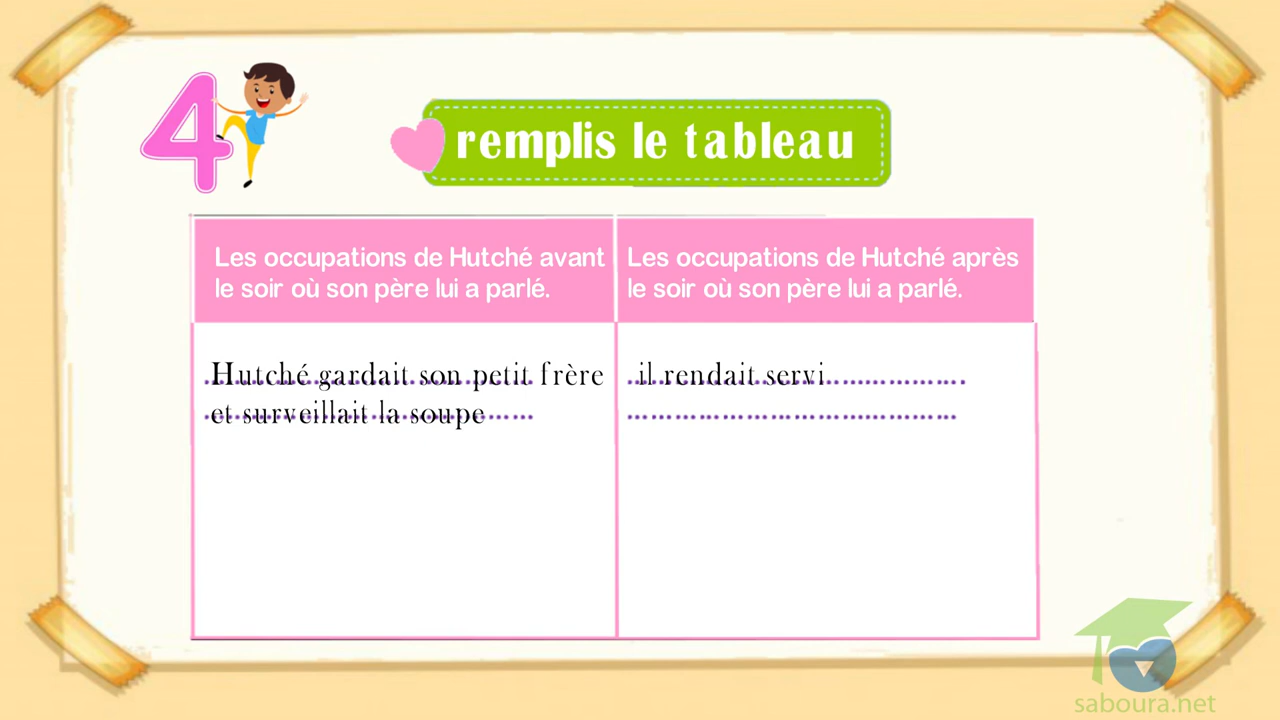 4
remplis le tableau
Les occupations de Hutché avant
le soir où son père lui a parlé.
Les occupations de Hutché après
le soir où son père lui a parlé.
Hutché gardait son petit frère
et surveillait la soupe
il rendait servi
saboura.net